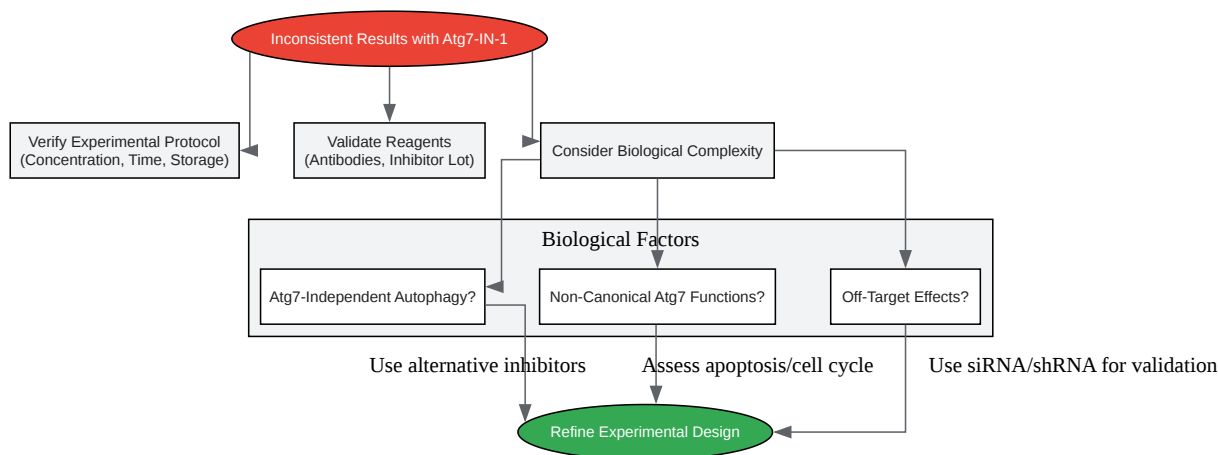 Inconsistent Results with Atg7-IN-1
Verify Experimental Protocol
(Concentration, Time, Storage)
Validate Reagents
(Antibodies, Inhibitor Lot)
Consider Biological Complexity
Biological Factors
Atg7-Independent Autophagy?
Non-Canonical Atg7 Functions?
Off-Target Effects?
Use alternative inhibitors
Assess apoptosis/cell cycle
Use siRNA/shRNA for validation
Refine Experimental Design